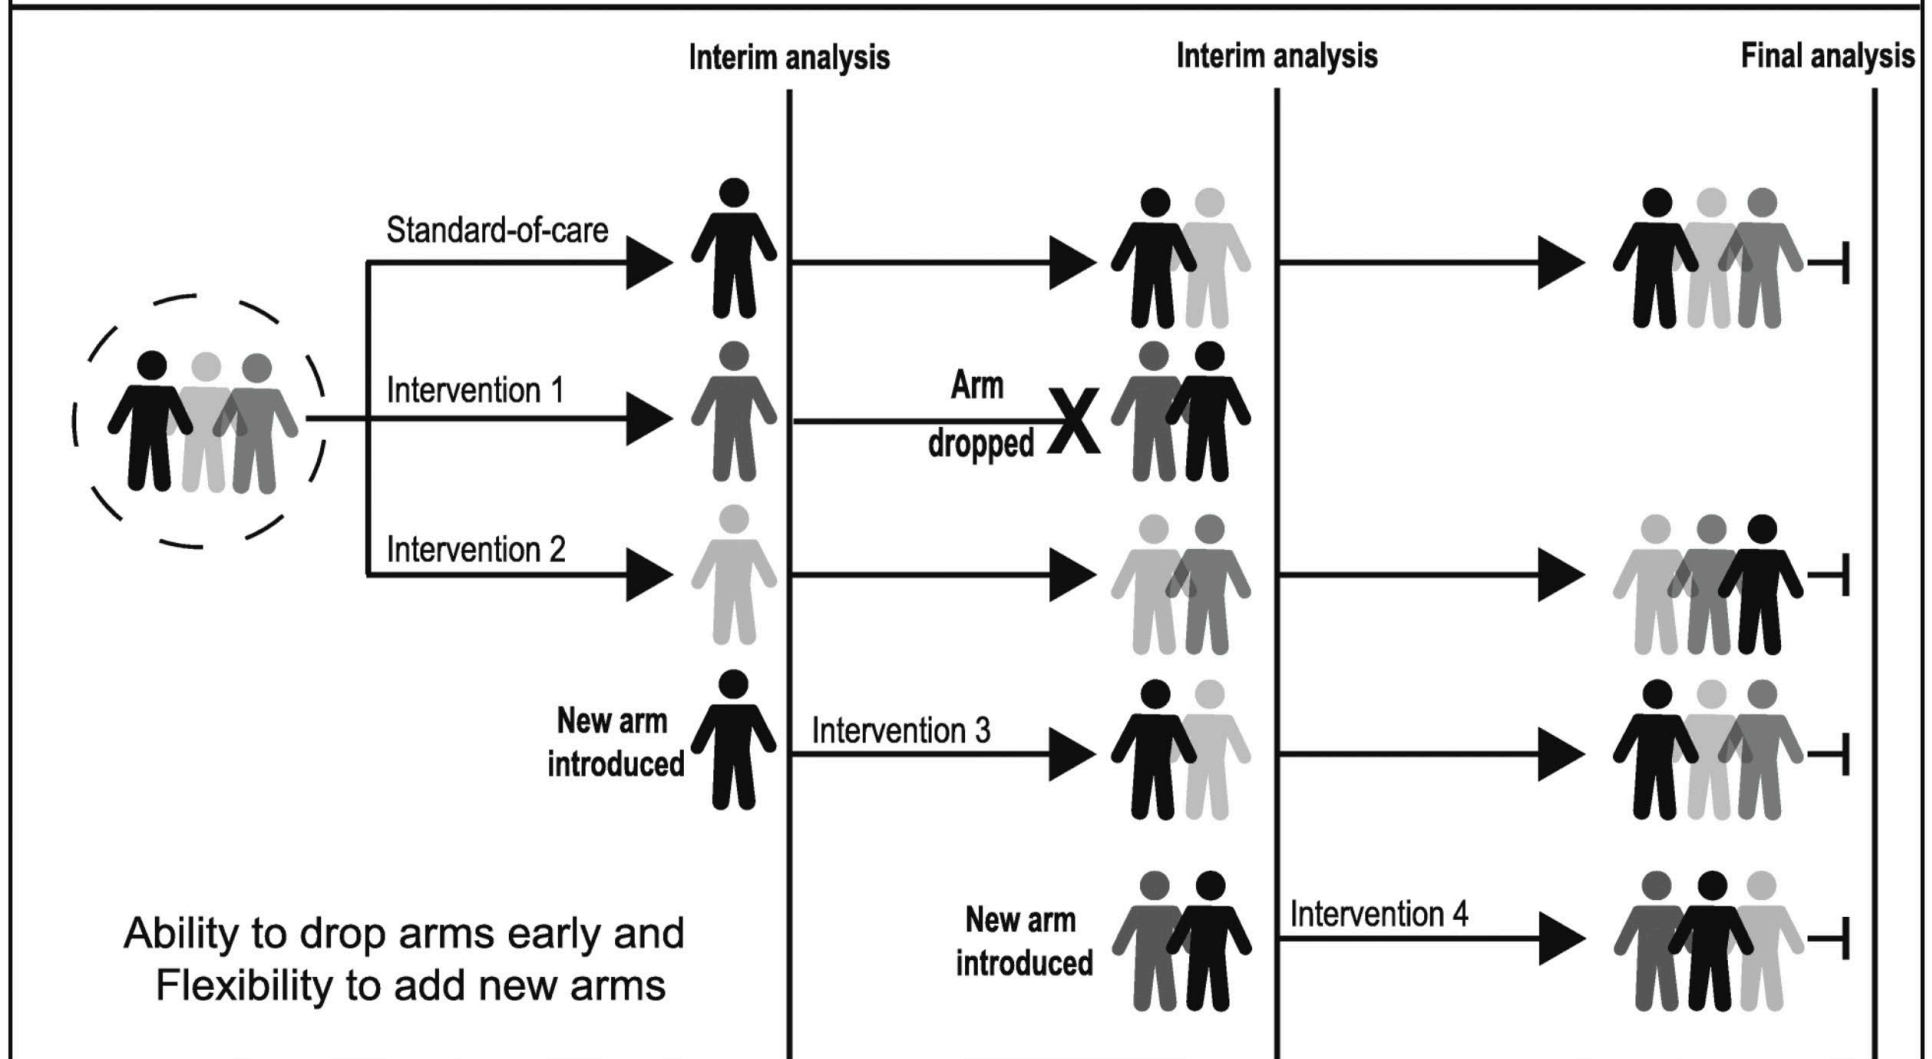 Interim analysis
Interim analysis
Final analysis
Standard-of-care
Intervention 1
Arm
dropped
X
Intervention 2
New arm
introduced
Intervention 3
New arm
introduced
Intervention 4
Ability to drop arms early and
Flexibility to add new arms